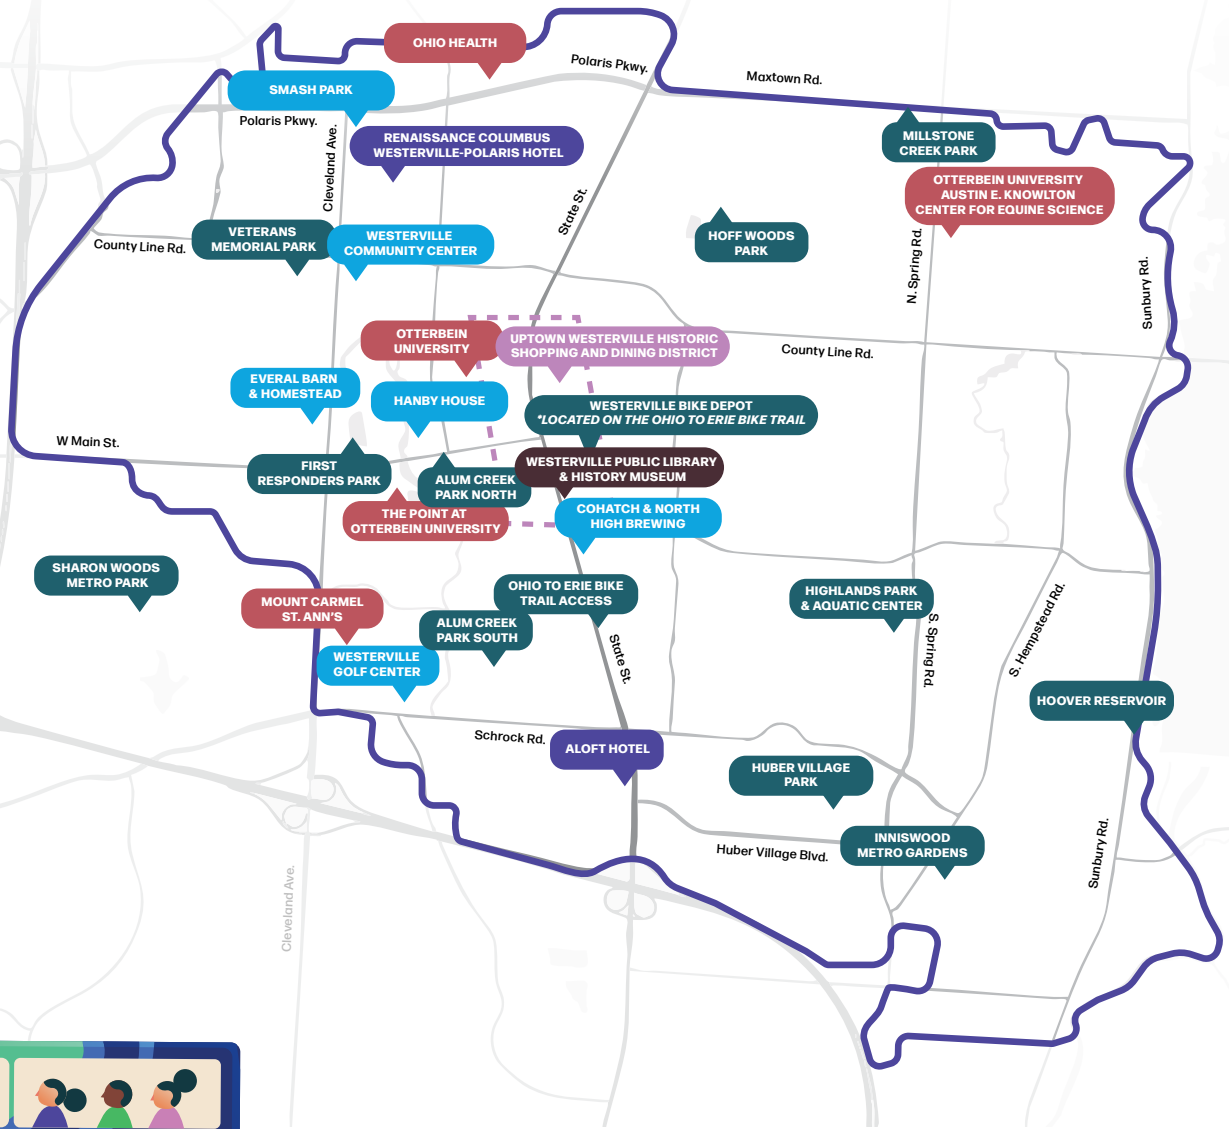 OHIO HEALTH
Polaris Pkwy.
Maxtown Rd.
SMASH PARK
Polaris Pkwy.
Cleveland Ave.
RENAISSANCE COLUMBUS
WESTERVILLE-POLARIS HOTEL
MILLSTONE
CREEK PARK
OTTERBEIN UNIVERSITY
AUSTIN E. KNOWLTON
CENTER FOR EQUINE SCIENCE
State St.
VETERANS
MEMORIAL PARK
WESTERVILLE
COMMUNITY CENTER
HOFF WOODS
PARK
County Line Rd.
N. Spring Rd.
Sunbury Rd.
OTTERBEIN
UNIVERSITY
UPTOWN WESTERVILLE HISTORIC
SHOPPING AND DINING DISTRICT
County Line Rd.
EVERAL BARN
& HOMESTEAD
HANBY HOUSE
WESTERVILLE BIKE DEPOT
*LOCATED ON THE OHIO TO ERIE BIKE TRAIL
W Main St.
FIRST
RESPONDERS PARK
ALUM CREEK
PARK NORTH
WESTERVILLE PUBLIC LIBRARY
& HISTORY MUSEUM
THE POINT AT
OTTERBEIN UNIVERSITY
COHATCH & NORTH
HIGH BREWING
SHARON WOODS
METRO PARK
MOUNT CARMEL
ST. ANN'S
OHIO TO ERIE BIKE
TRAIL ACCESS
HIGHLANDS PARK
& AQUATIC CENTER
ALUM CREEK
PARK SOUTH
WESTERVILLE
GOLF CENTER
State St.
S. Spring Rd.
S. Hempstead Rd.
HOOVER RESERVOIR
Schrock Rd.
ALOFT HOTEL
HUBER VILLAGE
PARK
INNISWOOD
METRO GARDENS
Huber Village Blvd.
Sunbury Rd.
Cleveland Ave.